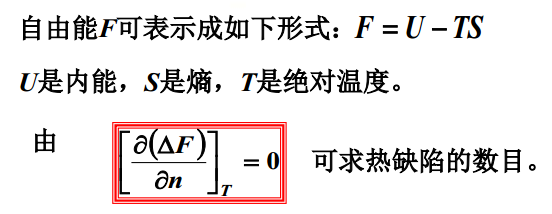 自由能F可表示成如下形式：F = U − TS
U是内能，S是熵，T是绝对温度。
由 [∂(ΔF)/∂n]_T = 0 可求热缺陷的数目。